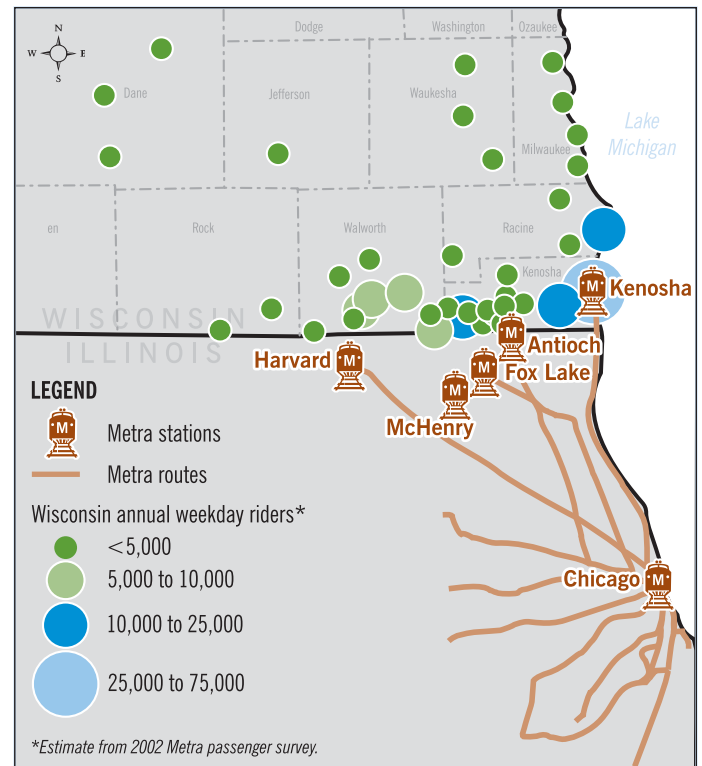 N
W E
S
Dodge
Washington
Ozaukee
Dane
Jefferson
Waukesha
Milwaukee
Lake
Michigan
en
Rock
Walworth
Racine
Kenosha
Kenosha
WISCONSIN
ILLINOIS
Harvard
Antioch
Fox Lake
McHenry
Chicago
M
M
M
M
M
M
LEGEND
M
Metra stations
Metra routes
Wisconsin annual weekday riders*
<5,000
5,000 to 10,000
10,000 to 25,000
25,000 to 75,000
*Estimate from 2002 Metra passenger survey.